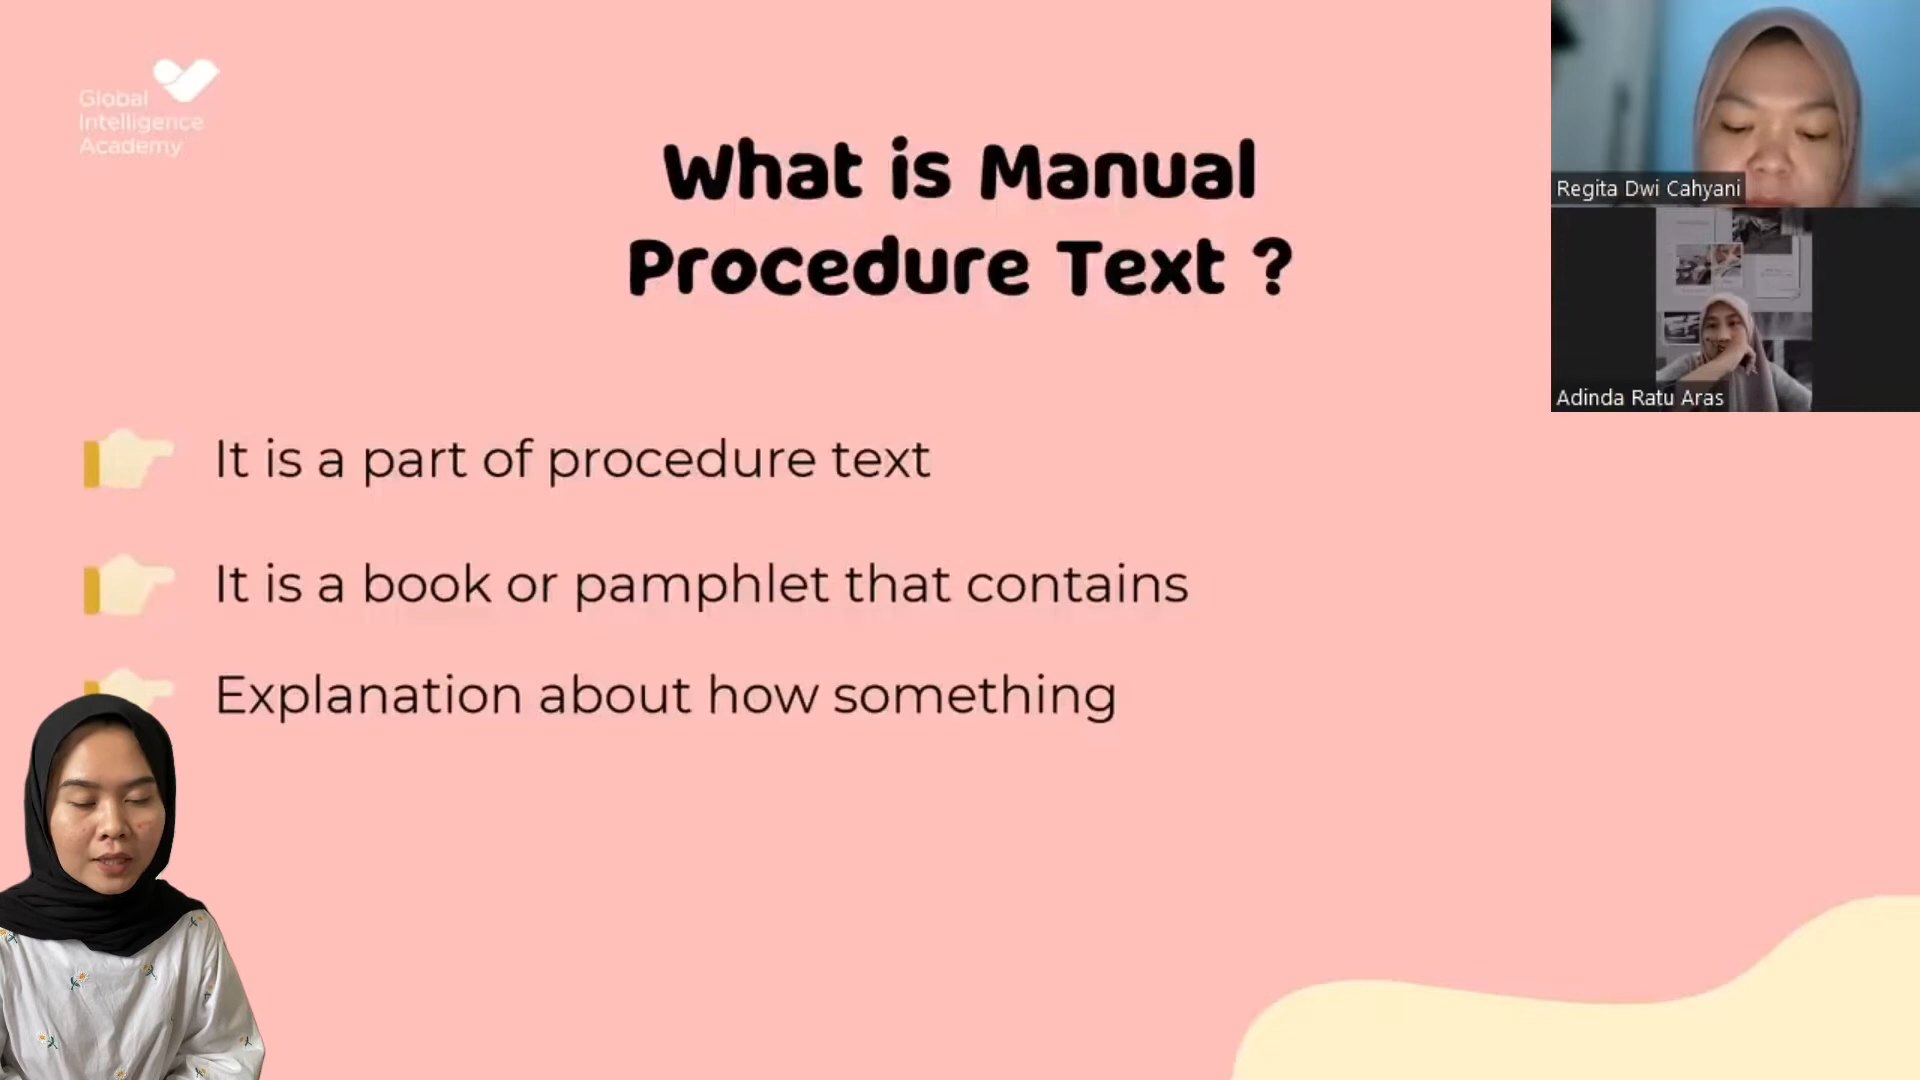 Global
Intelligence
Academy
What is Manual
Procedure Text ?
It is a part of procedure text
It is a book or pamphlet that contains
Explanation about how something
Regita Dwi Cahyani
Adinda Ratu Aras